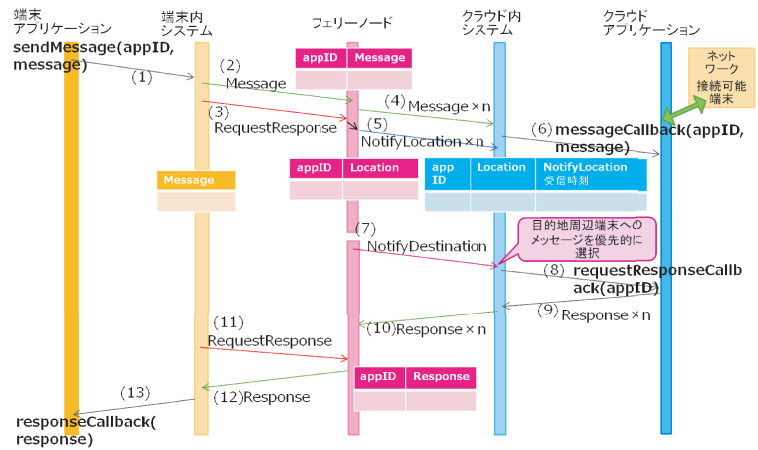 端末
アプリケーション
端末内
システム
フェリーノード
クラウド内
システム
クラウド
アプリケーション
sendMessage(appID,
message)
(1)
(2)
Message
appID Message
ネット
ワーク
接続可能
端末
(3)
RequestResponse
(4)Message×n
(5)
NotifyLocation×n
(6)messageCallback(appID,
message)
Message
appID Location
app
ID
Location
NotifyLocation
受信時刻
(7)
NotifyDestination
目的地周辺端末への
メッセージを優先的に
選択
(8) requestResponseCallb
ack(appID)
(9)
Response×n
(10)Response×n
(11)
RequestResponse
appID Response
(12)Response
(13)
responseCallback(
response)